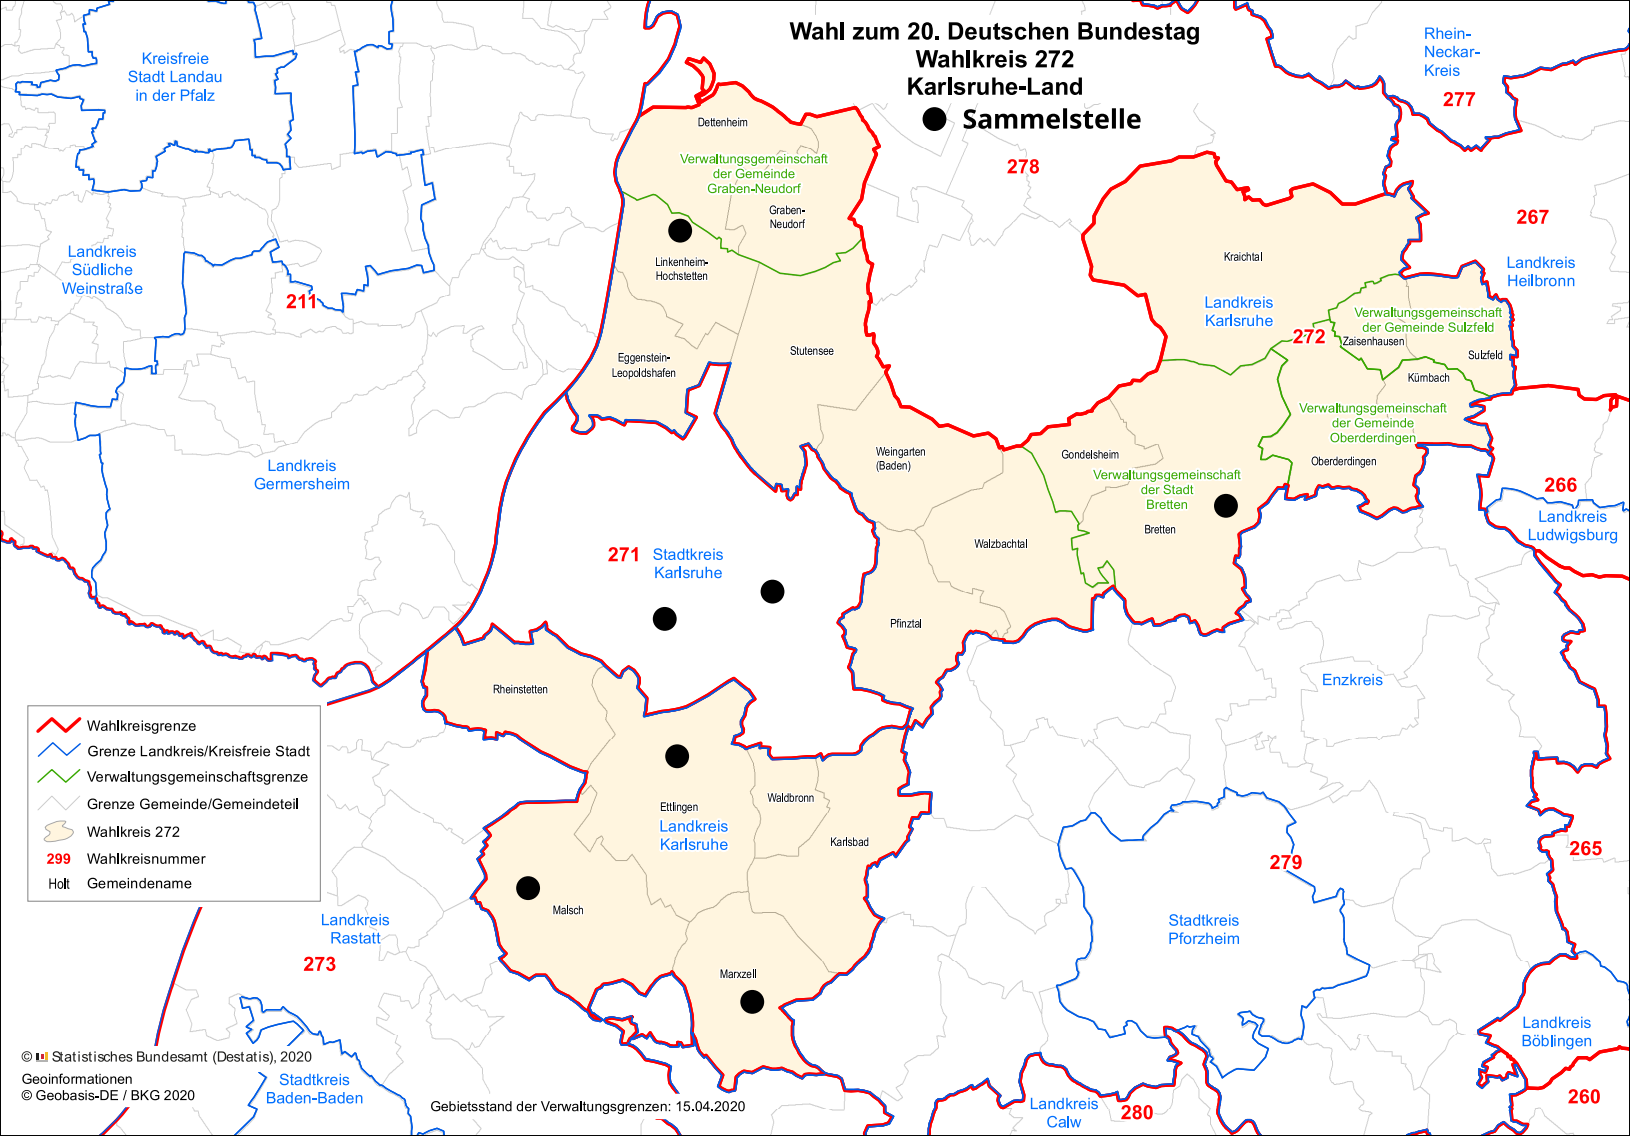 Wahl zum 20. Deutschen Bundestag
Wahlkreis 272
Karlsruhe-Land
Sammelstelle
Kreisfreie
Stadt Landau
in der Pfalz
Rhein-
Neckar-
Kreis
277
278
Dettenheim
Verwaltungsgemeinschaft
der Gemeinde
Graben-Neudorf
Graben-
Neudorf
267
Landkreis
Südliche
Weinstraße
211
Linkenheim-
Hochstetten
Kraichtal
Landkreis
Heilbronn
Landkreis
Karlsruhe
272
Verwaltungsgemeinschaft
der Gemeinde Sulzfeld
Zaisenhausen
Sulzfeld
Stutensee
Eggenstein-
Leopoldshafen
Kürnbach
Verwaltungsgemeinschaft
der Gemeinde
Oberderdingen
Oberderdingen
Landkreis
Germersheim
Weingarten
(Baden)
Gondelsheim
Verwaltungsgemeinschaft
der Stadt
Bretten
Bretten
266
Landkreis
Ludwigsburg
271
Stadtkreis
Karlsruhe
Walzbachtal
Pfinztal
Enzkreis
Rheinstetten
Wahlkreisgrenze
Grenze Landkreis/Kreisfreie Stadt
Verwaltungsgemeinschaftsgrenze
Grenze Gemeinde/Gemeindeteil
Wahlkreis 272
299 Wahlkreisnummer
Holt Gemeindename
Ettlingen
Landkreis
Karlsruhe
Waldbronn
Karlsbad
279
265
Malsch
Landkreis
Rastatt
273
Stadtkreis
Pforzheim
Marxzell
Landkreis
Böblingen
© Statistisches Bundesamt (Destatis), 2020
Geoinformationen
© Geobasis-DE / BKG 2020
Stadtkreis
Baden-Baden
Gebietsstand der Verwaltungsgrenzen: 15.04.2020
Landkreis
Calw
280
260